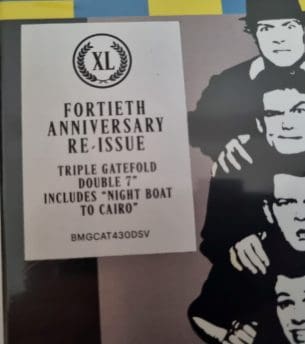 XL
FORTIETH
ANNIVERSARY
RE-ISSUE
TRIPLE GATEFOLD
DOUBLE 7"
INCLUDES "NIGHT BOAT
TO CAIRO"
BMGCAT430DSV